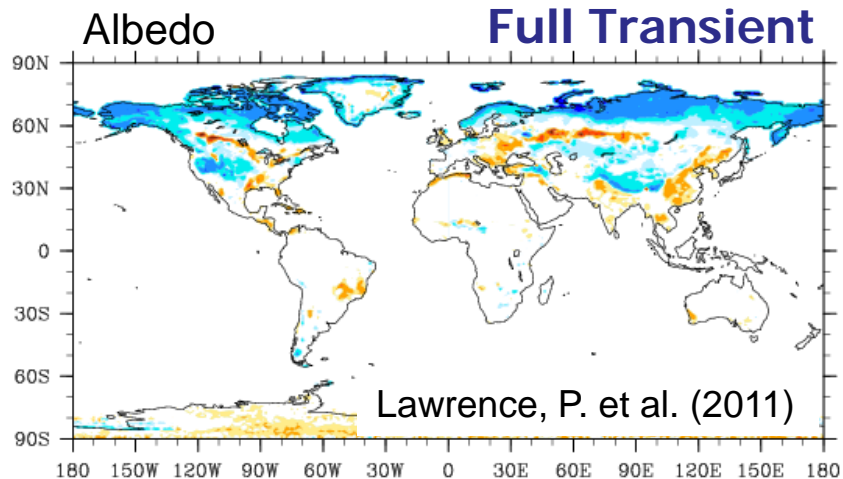 Albedo Full Transient
90N
60N
30N
0
30S
60S
90S
Lawrence, P. et al. (2011)
180 150W 120W 90W 60W 30W 0 30E 60E 90E 120E 150E 180